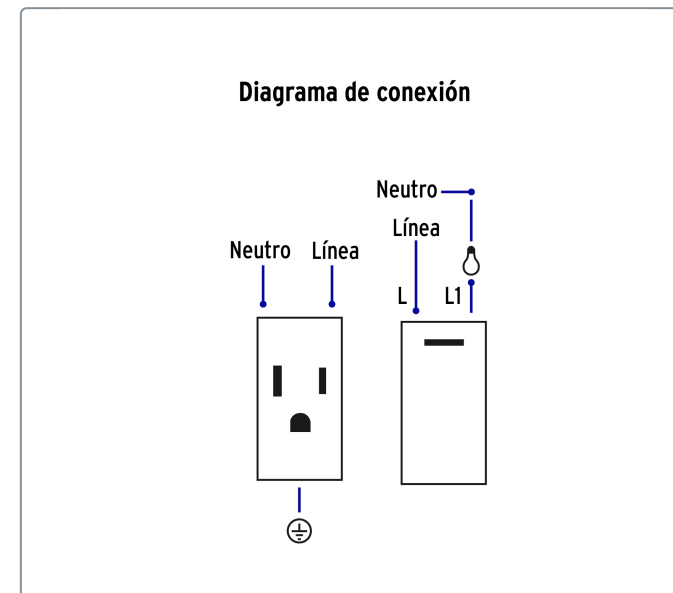 Diagrama de conexión
Neutro
Línea
Neutro Línea
L L1